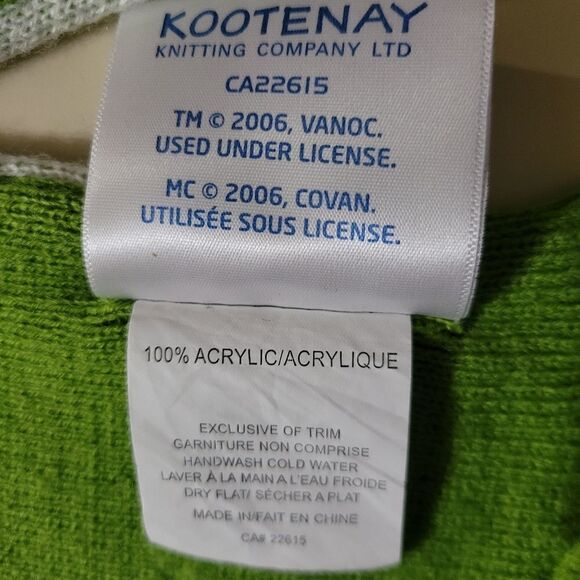 KOOTENAY
KNITTING COMPANY LTD
CA22615
TM © 2006, VANOC.
USED UNDER LICENSE.
MC © 2006, COVAN.
UTILISÉE SOUS LICENSE.
100% ACRYLIC/ACRYLIQUE
EXCLUSIVE OF TRIM
GARNITURE NON COMPRISE
HANDWASH COLD WATER
LAVER À LA MAIN A L'EAU FROIDE
DRY FLAT/ SÉCHER A PLAT
MADE IN/FAIT EN CHINE
CA# 22615